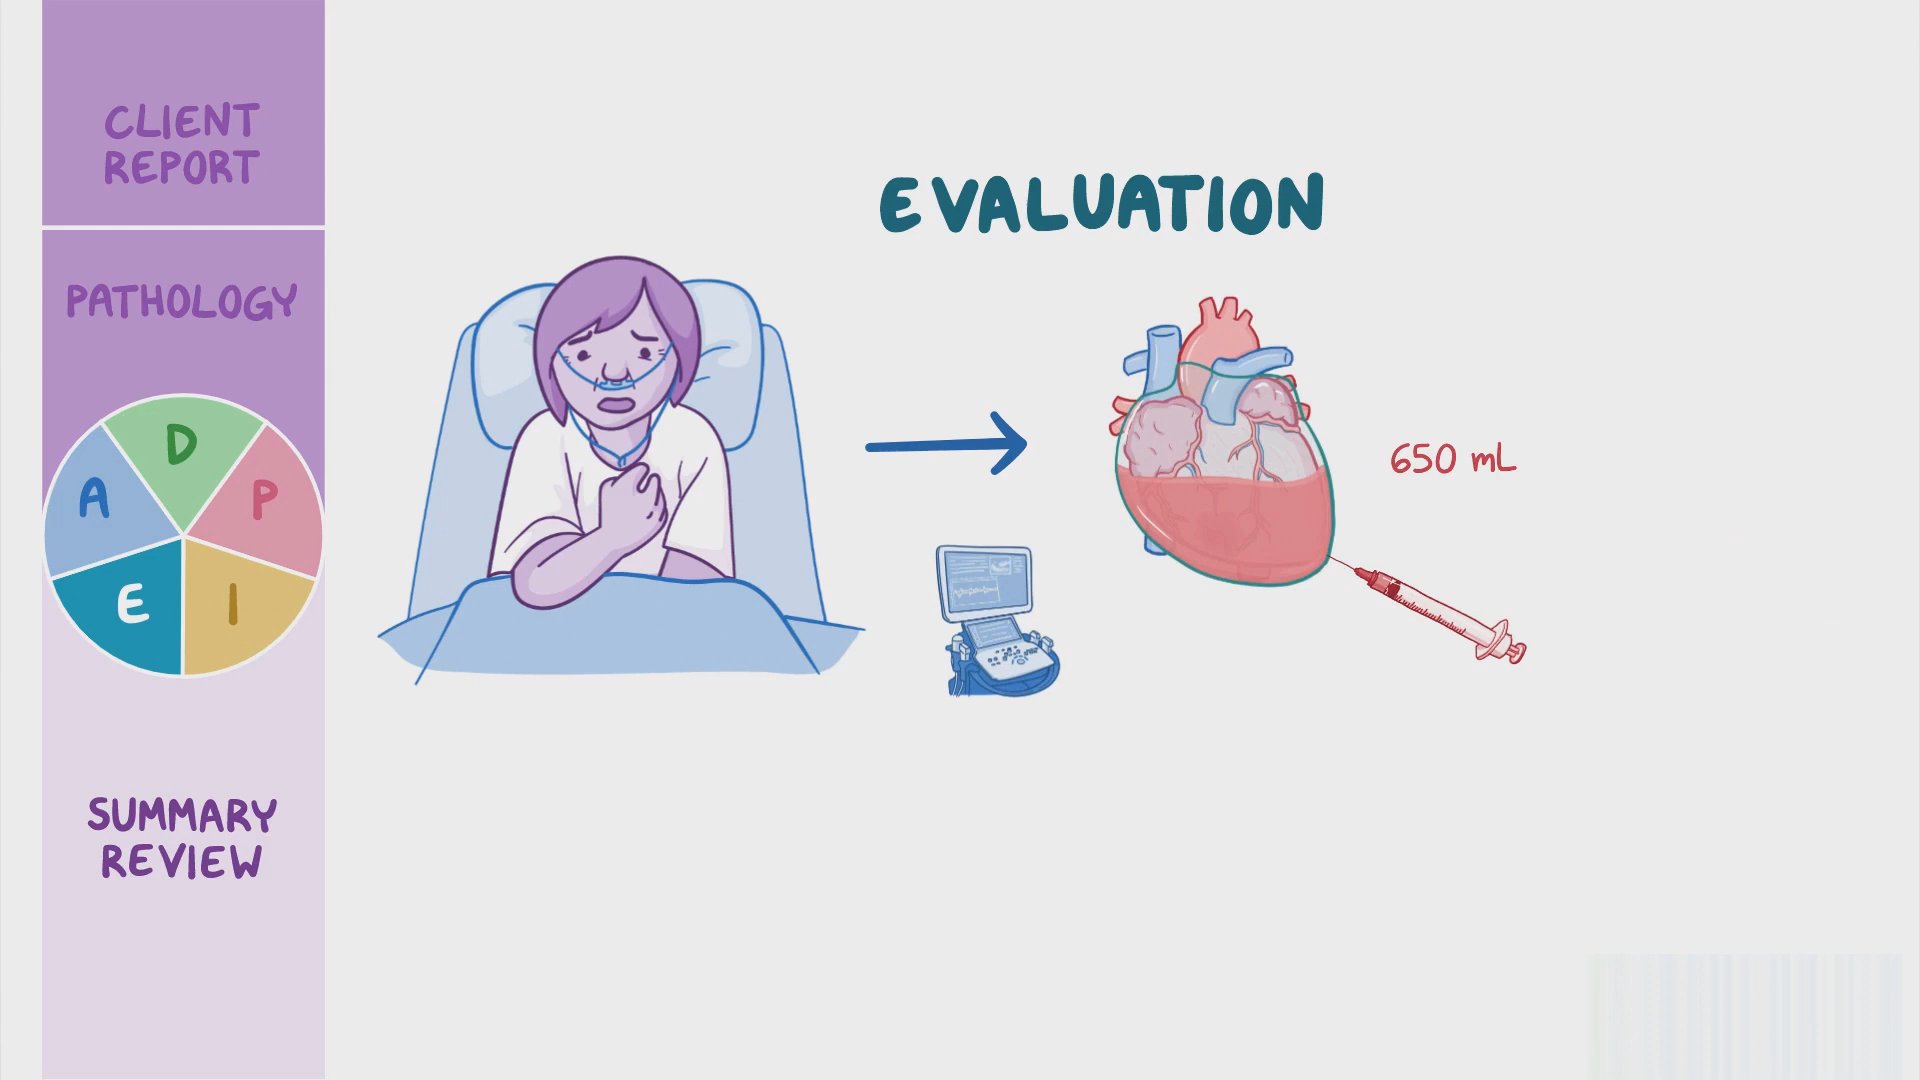 CLIENT
REPORT
PATHOLOGY
D
A
P
E
I
SUMMARY
REVIEW
EVALUATION
650 mL